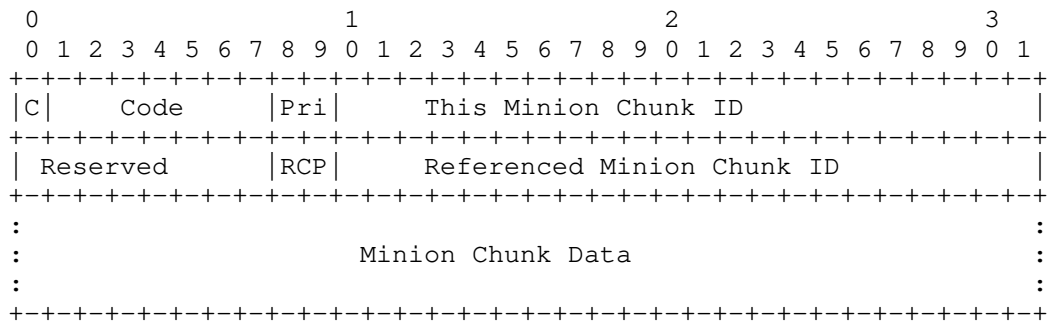 0                   1                   2                   3
 0 1 2 3 4 5 6 7 8 9 0 1 2 3 4 5 6 7 8 9 0 1 2 3 4 5 6 7 8 9 0 1
+-+-+-+-+-+-+-+-+-+-+-+-+-+-+-+-+-+-+-+-+-+-+-+-+-+-+-+-+-+-+-+-+
|C|    Code     |Pri|     This Minion Chunk ID                  |
+-+-+-+-+-+-+-+-+-+-+-+-+-+-+-+-+-+-+-+-+-+-+-+-+-+-+-+-+-+-+-+-+
| Reserved      |RCP|     Referenced Minion Chunk ID            |
+-+-+-+-+-+-+-+-+-+-+-+-+-+-+-+-+-+-+-+-+-+-+-+-+-+-+-+-+-+-+-+-+
:                                                               :
:                     Minion Chunk Data                         :
:                                                               :
+-+-+-+-+-+-+-+-+-+-+-+-+-+-+-+-+-+-+-+-+-+-+-+-+-+-+-+-+-+-+-+-+